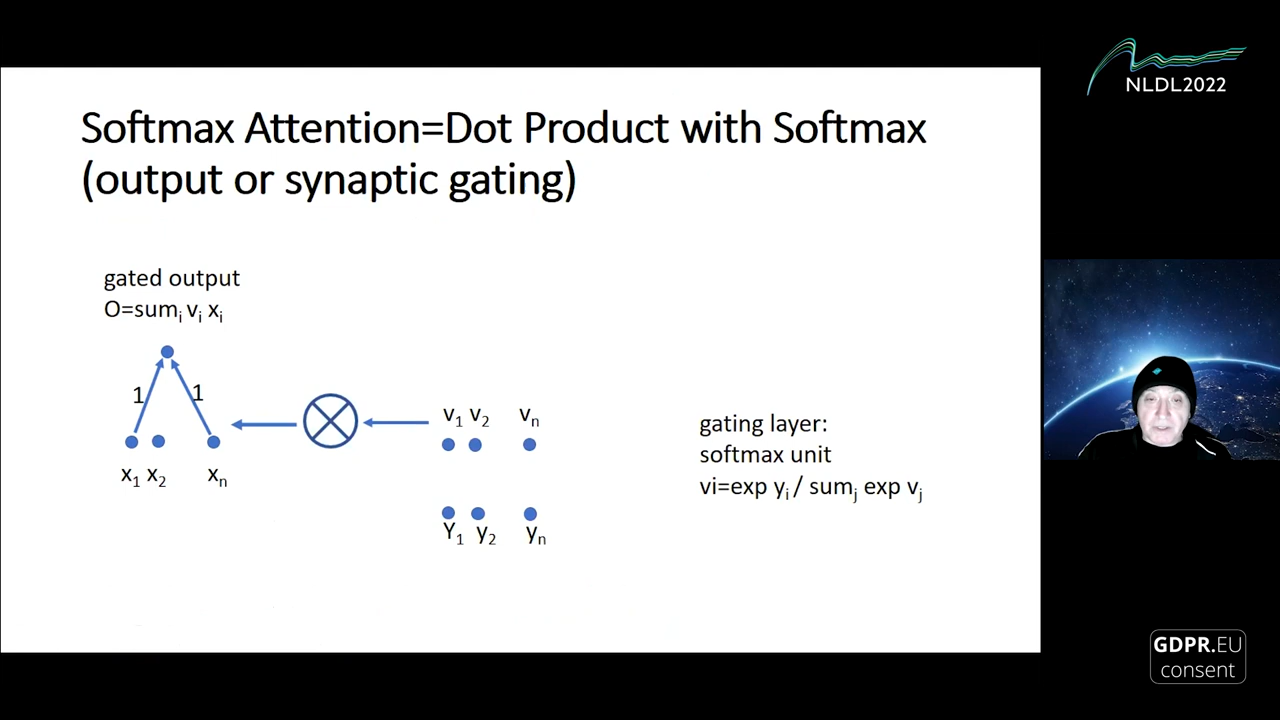 NLDL2022
Softmax Attention=Dot Product with Softmax
(output or synaptic gating)
gated output
O=sumᵢ vᵢ xᵢ
1 1
x₁ x₂ xₙ
v₁ v₂ vₙ
Y₁ y₂ yₙ
gating layer:
softmax unit
vi=exp yᵢ / sumⱼ exp vⱼ
GDPR.EU
consent